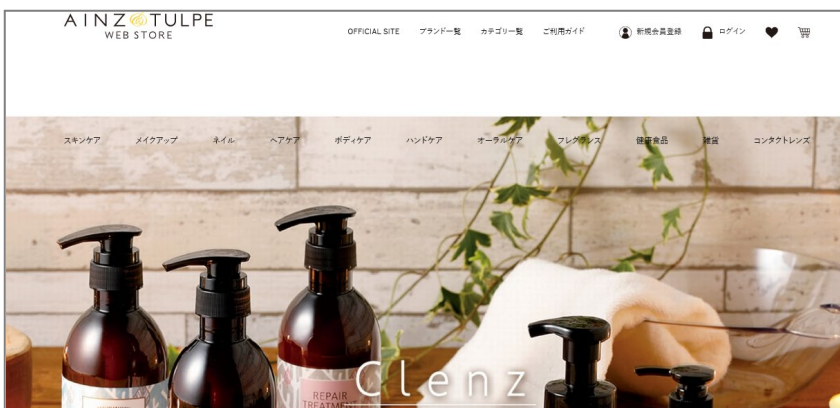 AINZ TULPE
WEB STORE
OFFICIAL SITE ブランド一覧 カテゴリ一覧 ご利用ガイド 新規会員登録 ログイン
スキンケア メイクアップ ネイル ヘアケア ボディケア ハンドケア オーラルケア フレグランス 健康食品 雑貨 コンタクトレンズ
Clenz
REPAIR
TREATMENT